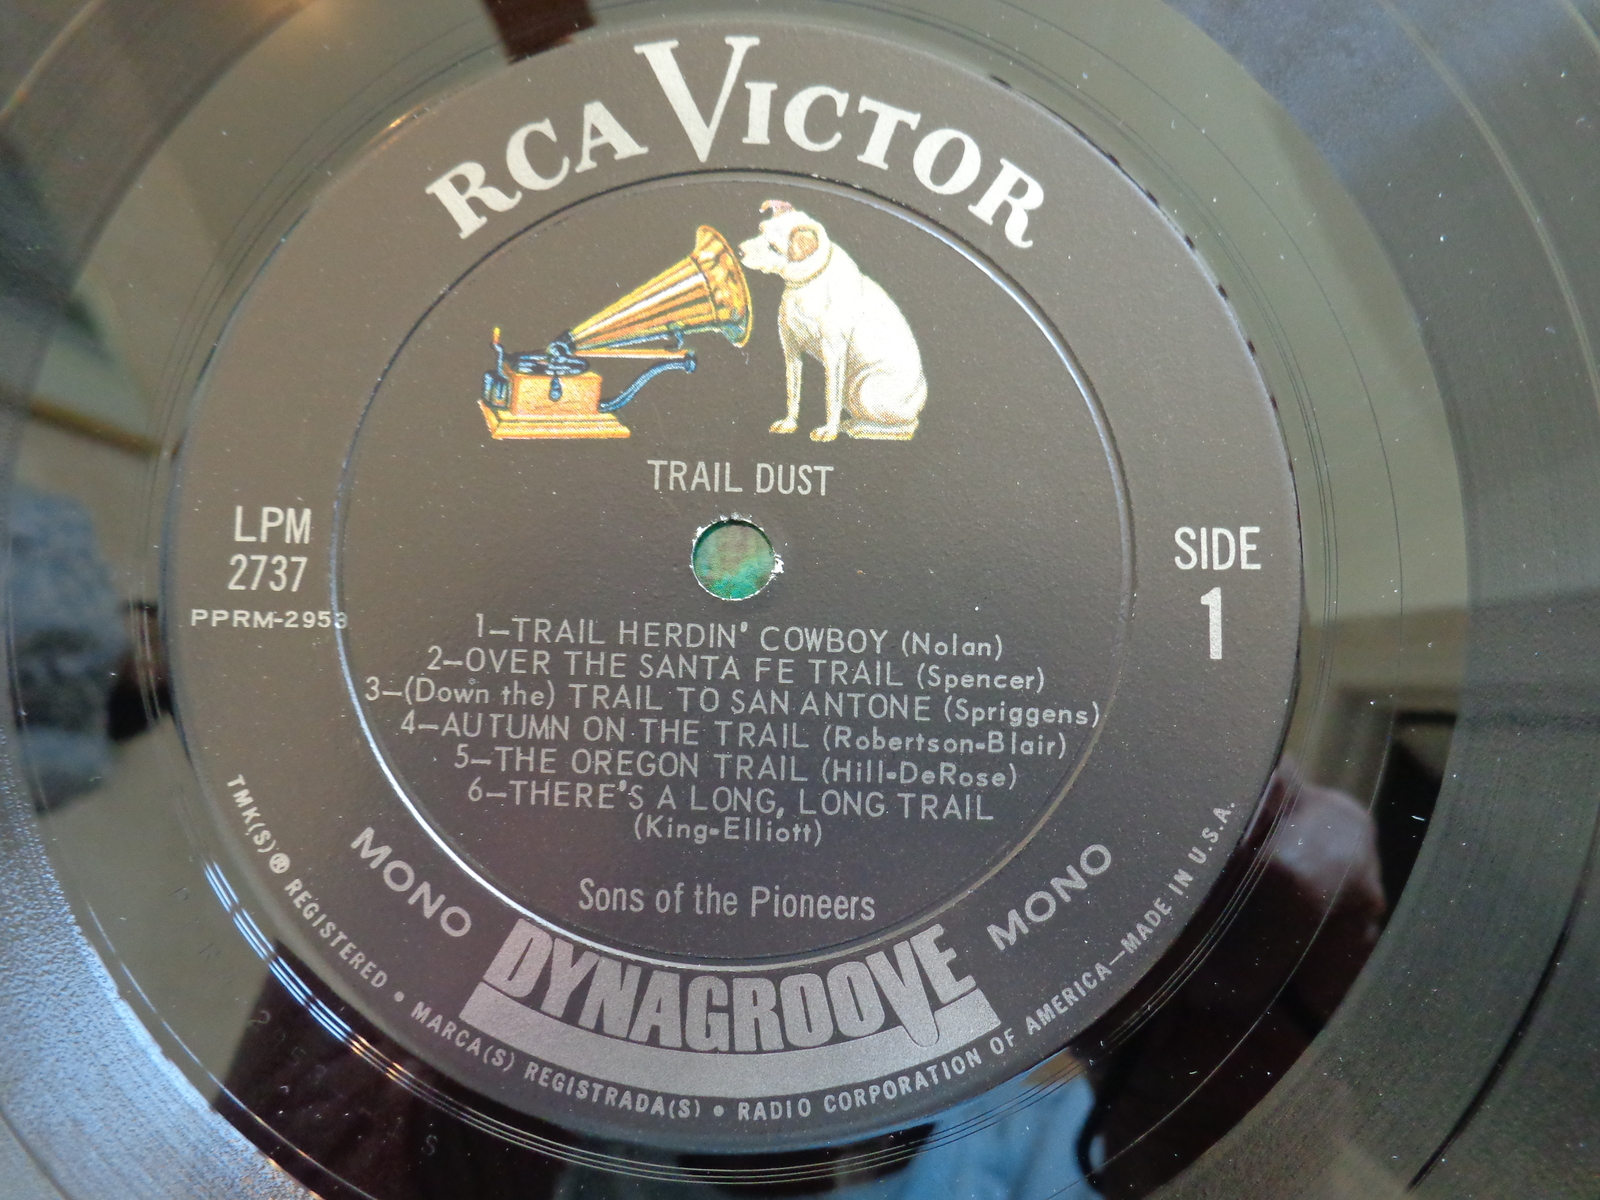 RCA VICTOR
TRAIL DUST
LPM
2737
PPRM-2953
SIDE
1
1—TRAIL HERDIN' COWBOY (Nolan)
2—OVER THE SANTA FE TRAIL (Spencer)
3—(Down the) TRAIL TO SAN ANTONE (Spriggens)
4—AUTUMN ON THE TRAIL (Robertson-Blair)
5—THE OREGON TRAIL (Hill-DeRose)
6—THERE'S A LONG, LONG TRAIL
(King-Elliott)
Sons of the Pioneers
MONO
DYNAGROOVE
MONO
TMK(S) ® REGISTERED • MARCA(S) REGISTRADA(S) • RADIO CORPORATION OF AMERICA—MADE IN U.S.A.